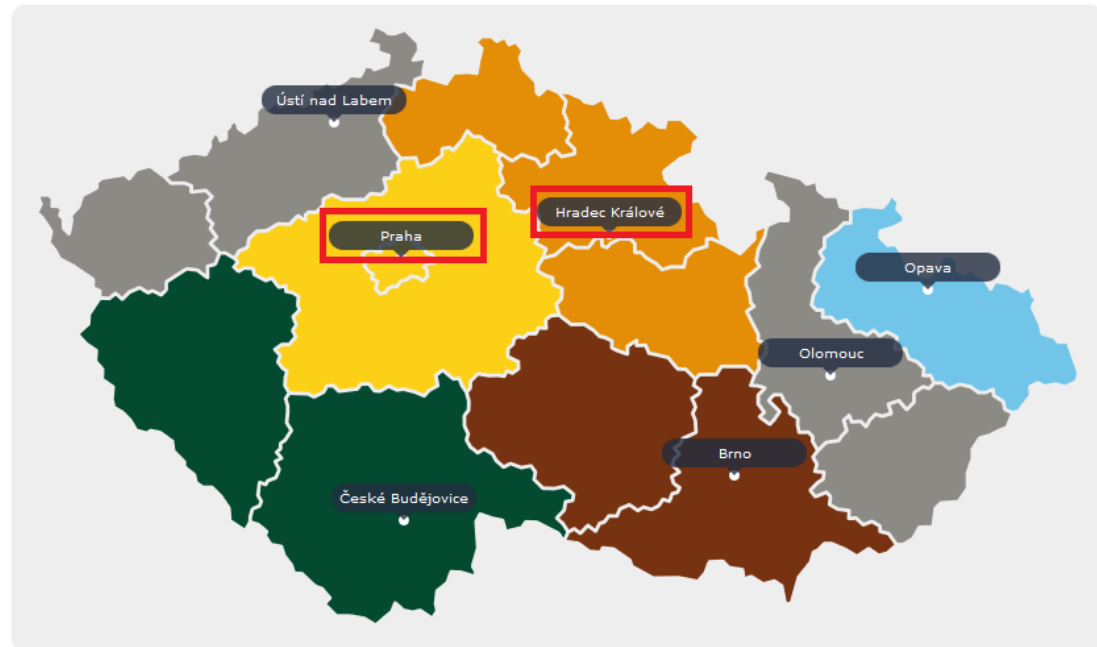 Ústí nad Labem
Hradec Králové
Praha
Opava
Olomouc
Brno
České Budějovice